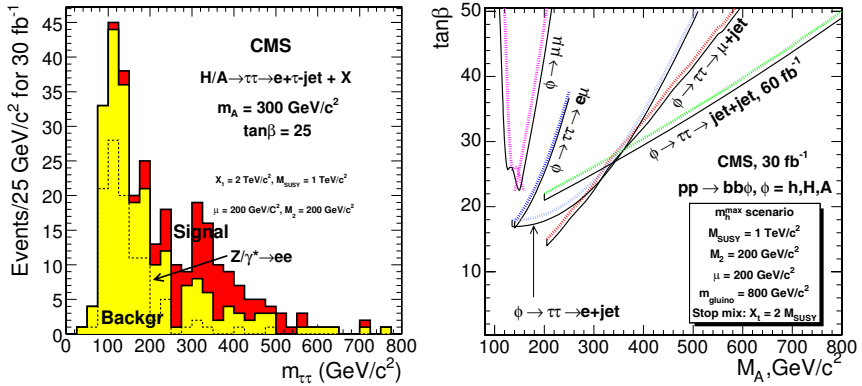 Events/25 GeV/c² for 30 fb⁻¹
45
40
35
30
25
20
15
10
5
0
CMS
H/A→ττ→e+τ-jet + X
m_A = 300 GeV/c²
tanβ = 25
X_t = 2 TeV/c², M_SUSY = 1 TeV/c²
μ = 200 GeV/C², M₂ = 200 GeV/c²
Signal
Z/γ*→ee
Backgr
0 100 200 300 400 500 600 700 800
m_ττ (GeV/c²)
tanβ
50
40
30
20
10
φ → μμ
φ → ττ → eμ
φ → ττ → μ+jet
φ → ττ → jet+jet, 60 fb⁻¹
CMS, 30 fb⁻¹
pp → bbφ, φ = h,H,A
m_h^max scenario
M_SUSY = 1 TeV/c²
M₂ = 200 GeV/c²
μ = 200 GeV/c²
m_gluino = 800 GeV/c²
Stop mix: X_t = 2 M_SUSY
φ → ττ → e+jet
100 200 300 400 500 600 700 800
M_A,GeV/c²